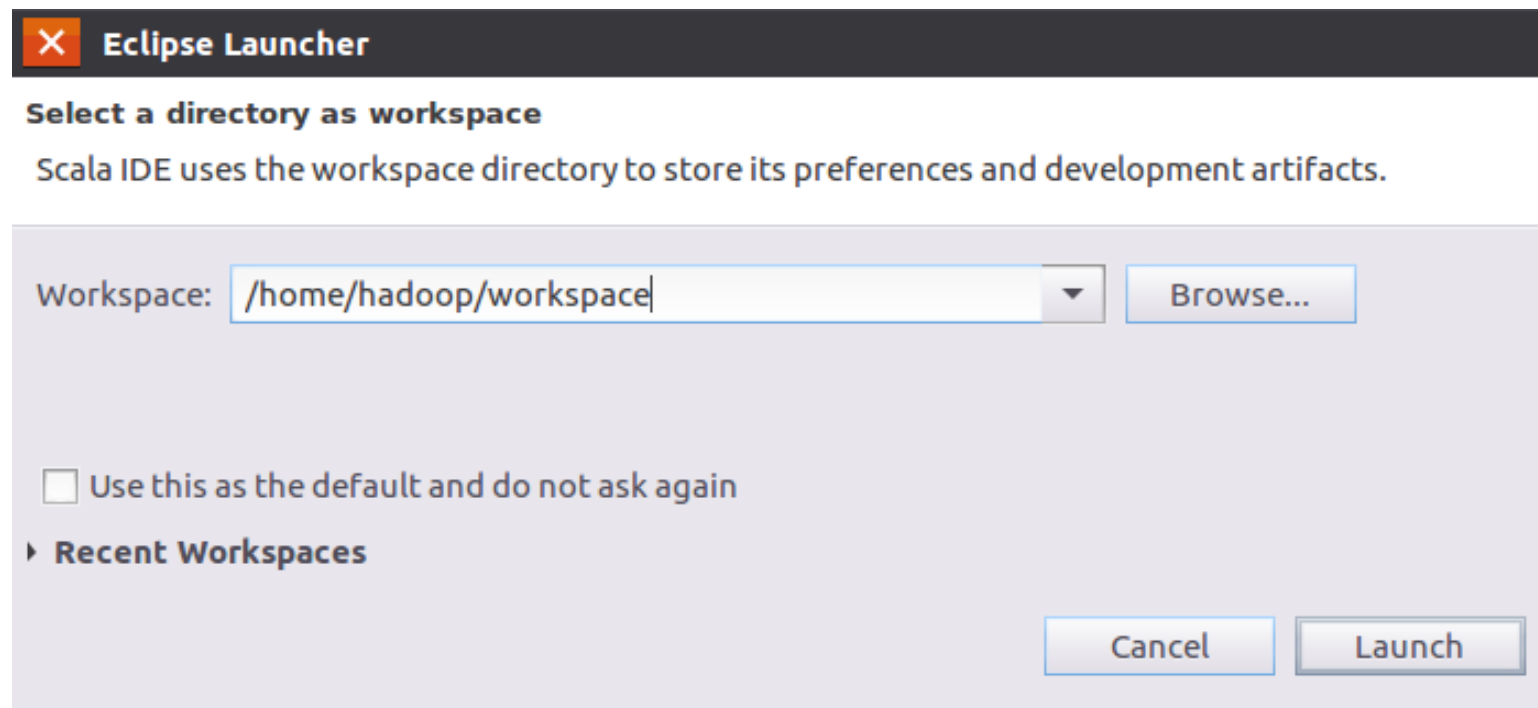 Eclipse Launcher
Select a directory as workspace
Scala IDE uses the workspace directory to store its preferences and development artifacts.
Workspace: /home/hadoop/workspace Browse...
Use this as the default and do not ask again
Recent Workspaces
Cancel Launch